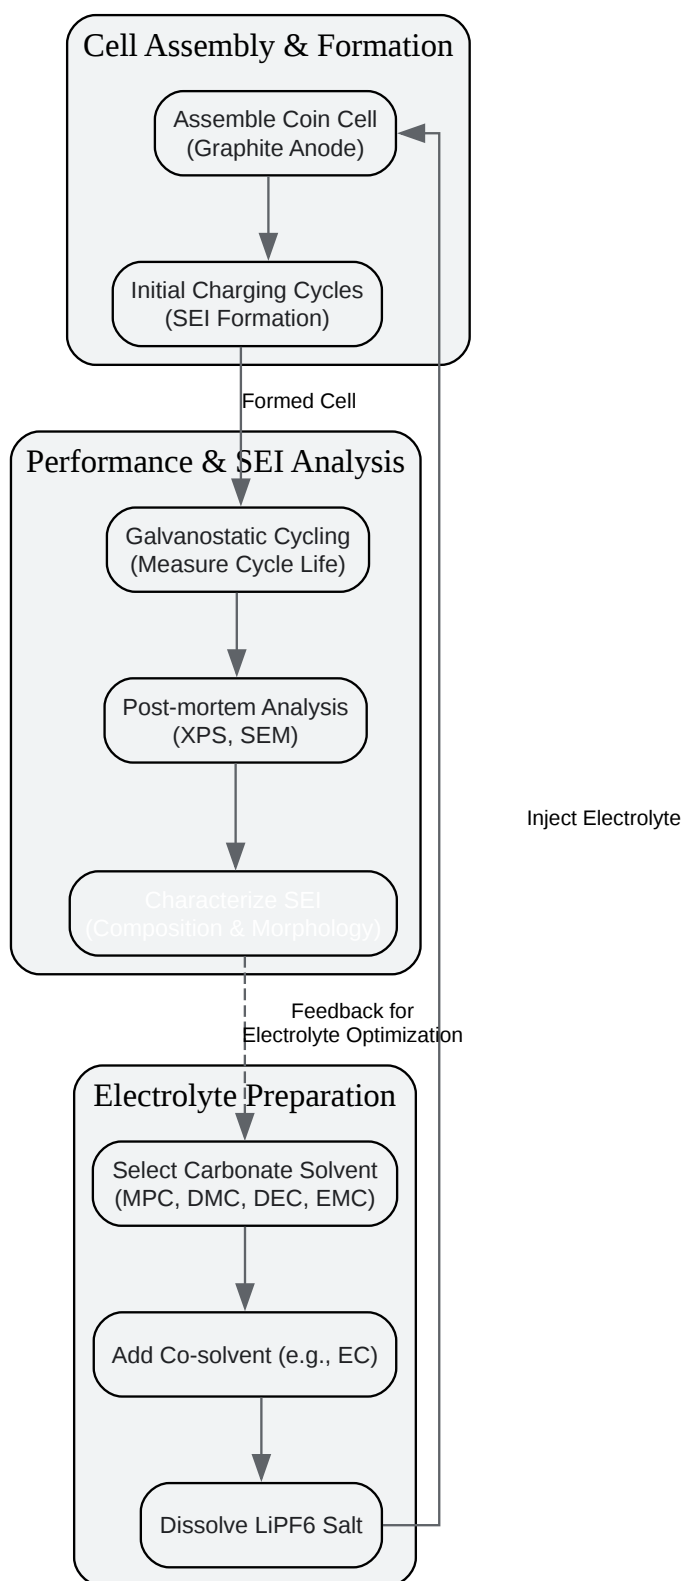 Cell Assembly & Formation
Assemble Coin Cell
(Graphite Anode)
Initial Charging Cycles
(SEI Formation)
Formed Cell
Performance & SEI Analysis
Galvanostatic Cycling
(Measure Cycle Life)
Post-mortem Analysis
(XPS, SEM)
Inject Electrolyte
Characterize SEI
(Composition & Morphology)
Feedback for
Electrolyte Optimization
Electrolyte Preparation
Select Carbonate Solvent
(MPC, DMC, DEC, EMC)
Add Co-solvent (e.g., EC)
Dissolve LiPF6 Salt